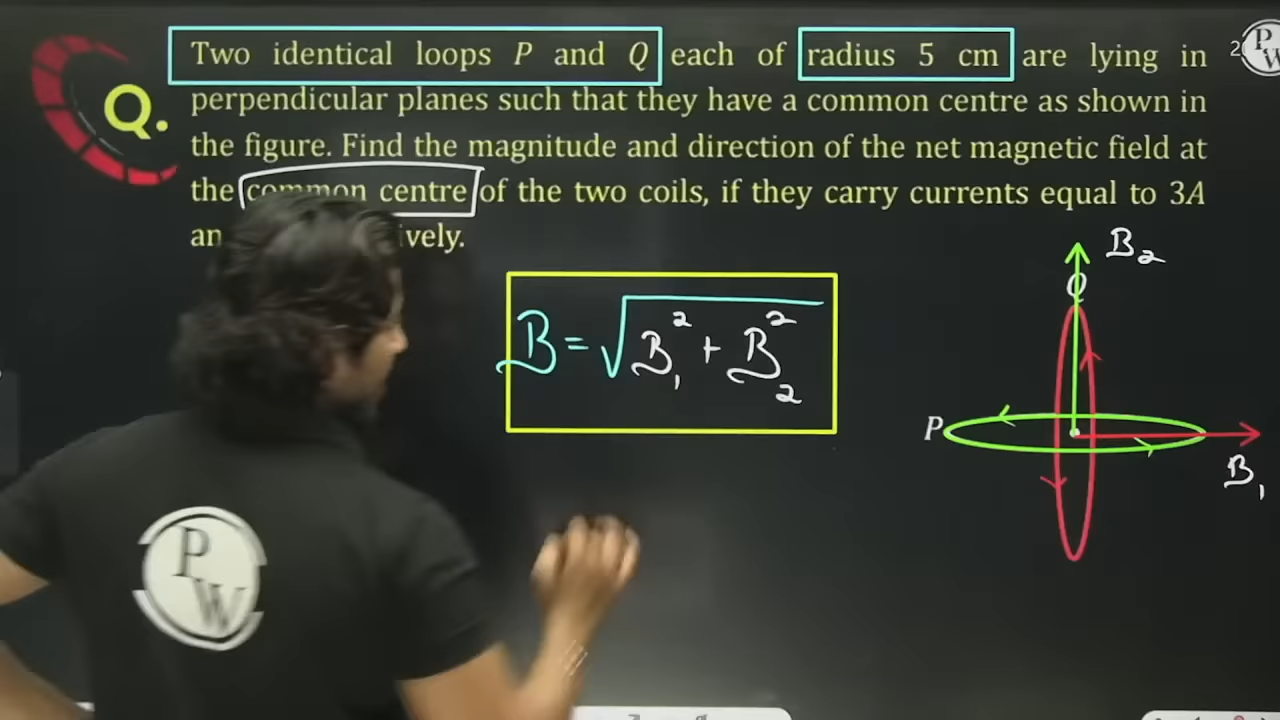 Two identical loops P and Q each of radius 5 cm are lying in
perpendicular planes such that they have a common centre as shown in
the figure. Find the magnitude and direction of the net magnetic field at
the common centre of the two coils, if they carry currents equal to 3A
Q.
B = √B₁² + B₂²
B₂
Q
P
B₁
P W
P W